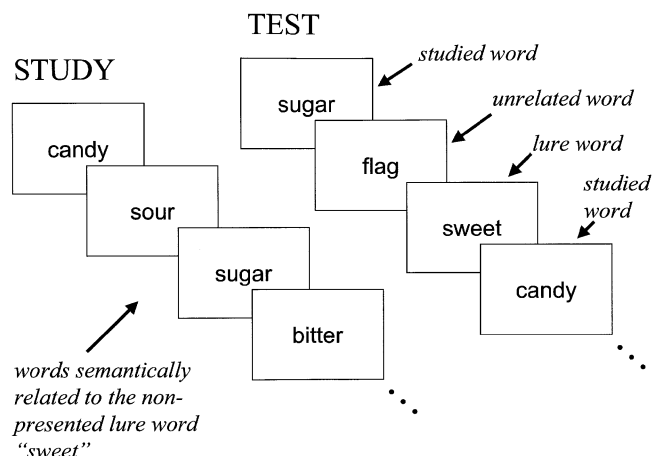 TEST
STUDY
studied word
sugar
unrelated word
candy
flag
lure word
sour
studied
word
sweet
sugar
candy
bitter
words semantically
related to the non-
presented lure word
“sweet”